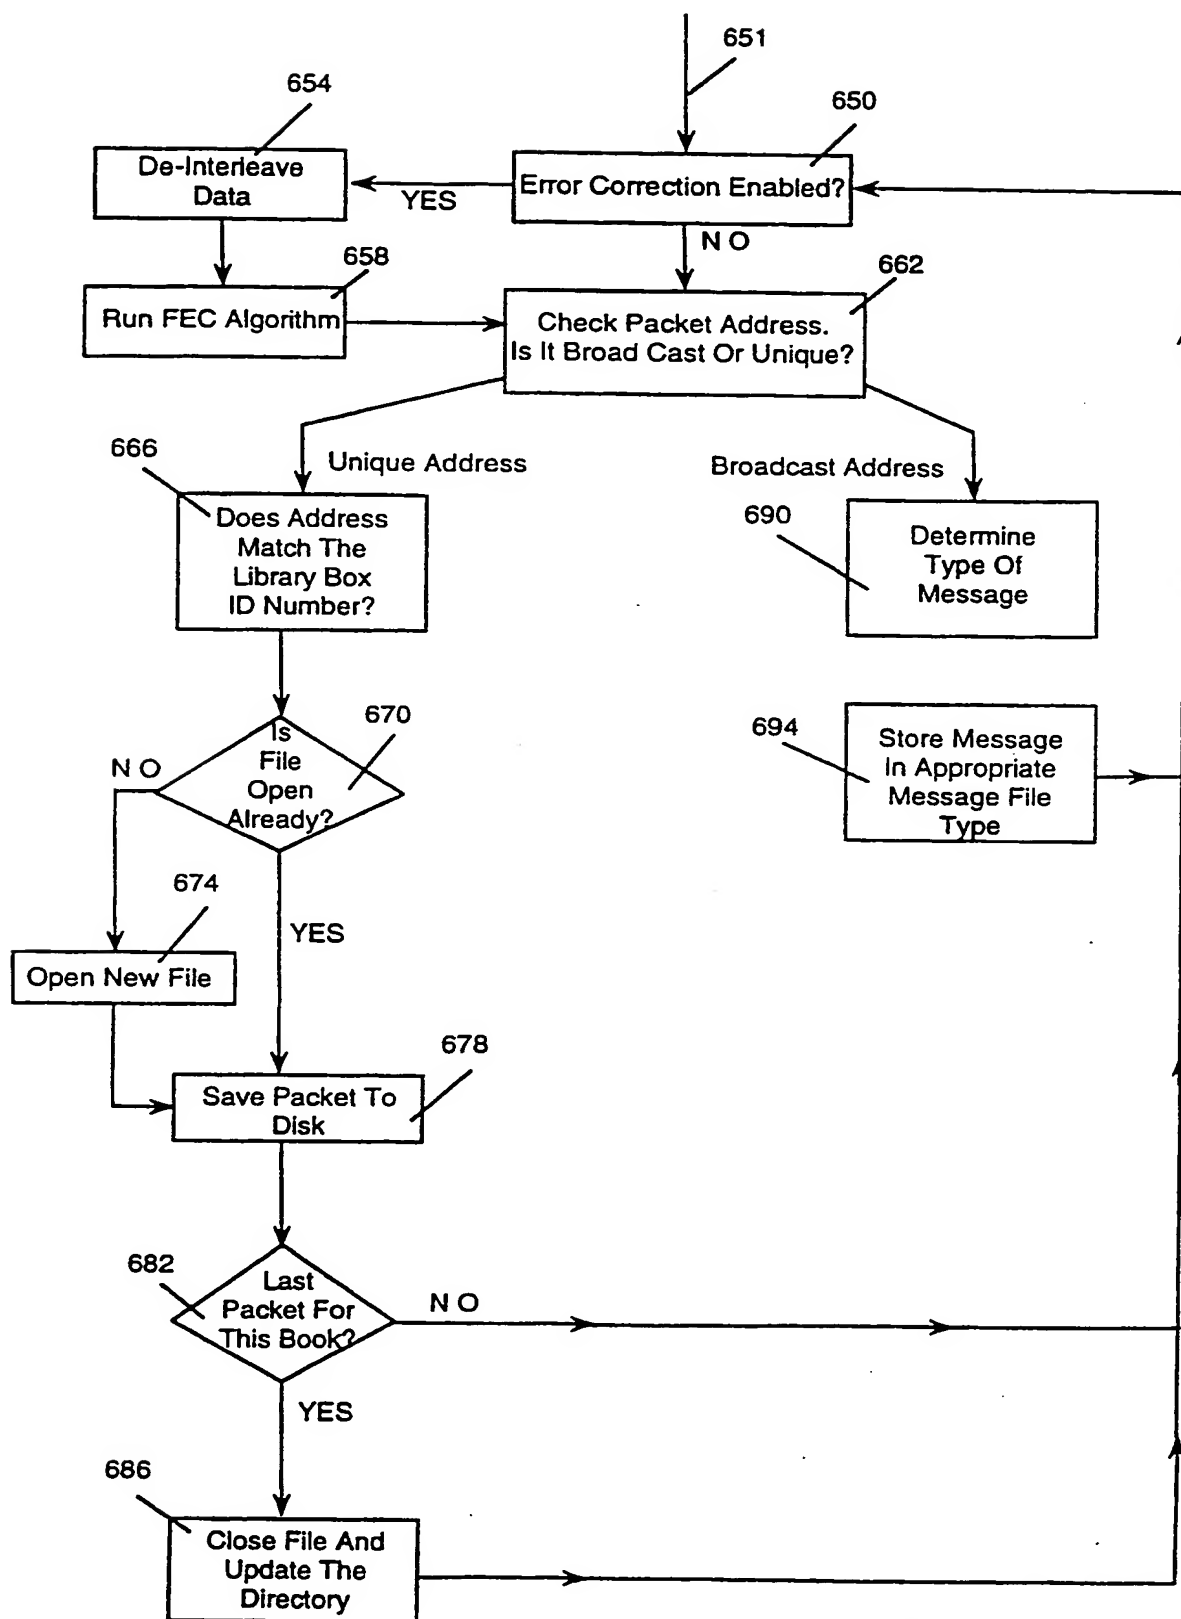 651
654
650
De-Interleave
Data
YES
Error Correction Enabled?
NO
658
662
Run FEC Algorithm
Check Packet Address.
Is It Broad Cast Or Unique?
666
Unique Address
Broadcast Address
Does Address
Match The
Library Box
ID Number?
690
Determine
Type Of
Message
670
Is
File
Open
Already?
NO
694
Store Message
In Appropriate
Message File
Type
674
YES
Open New File
678
Save Packet To
Disk
682
Last
Packet For
This Book?
NO
YES
686
Close File And
Update The
Directory